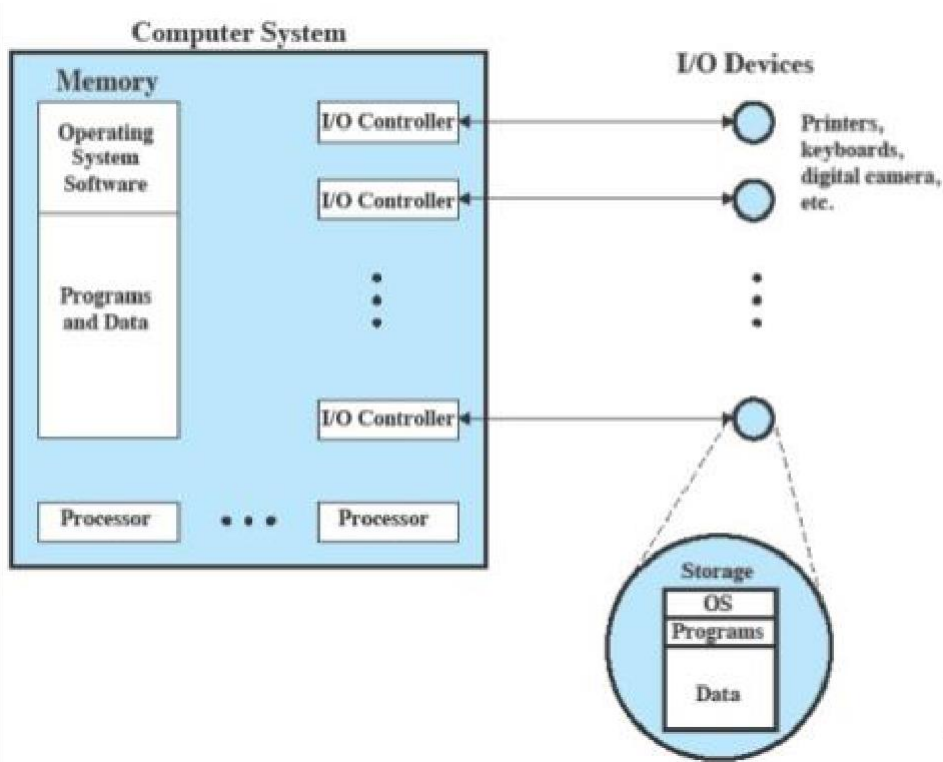 Computer System
Memory
Operating
System
Software
Programs
and Data
I/O Controller
I/O Controller
I/O Controller
Processor
Processor
I/O Devices
Printers,
keyboards,
digital camera,
etc.
Storage
OS
Programs
Data